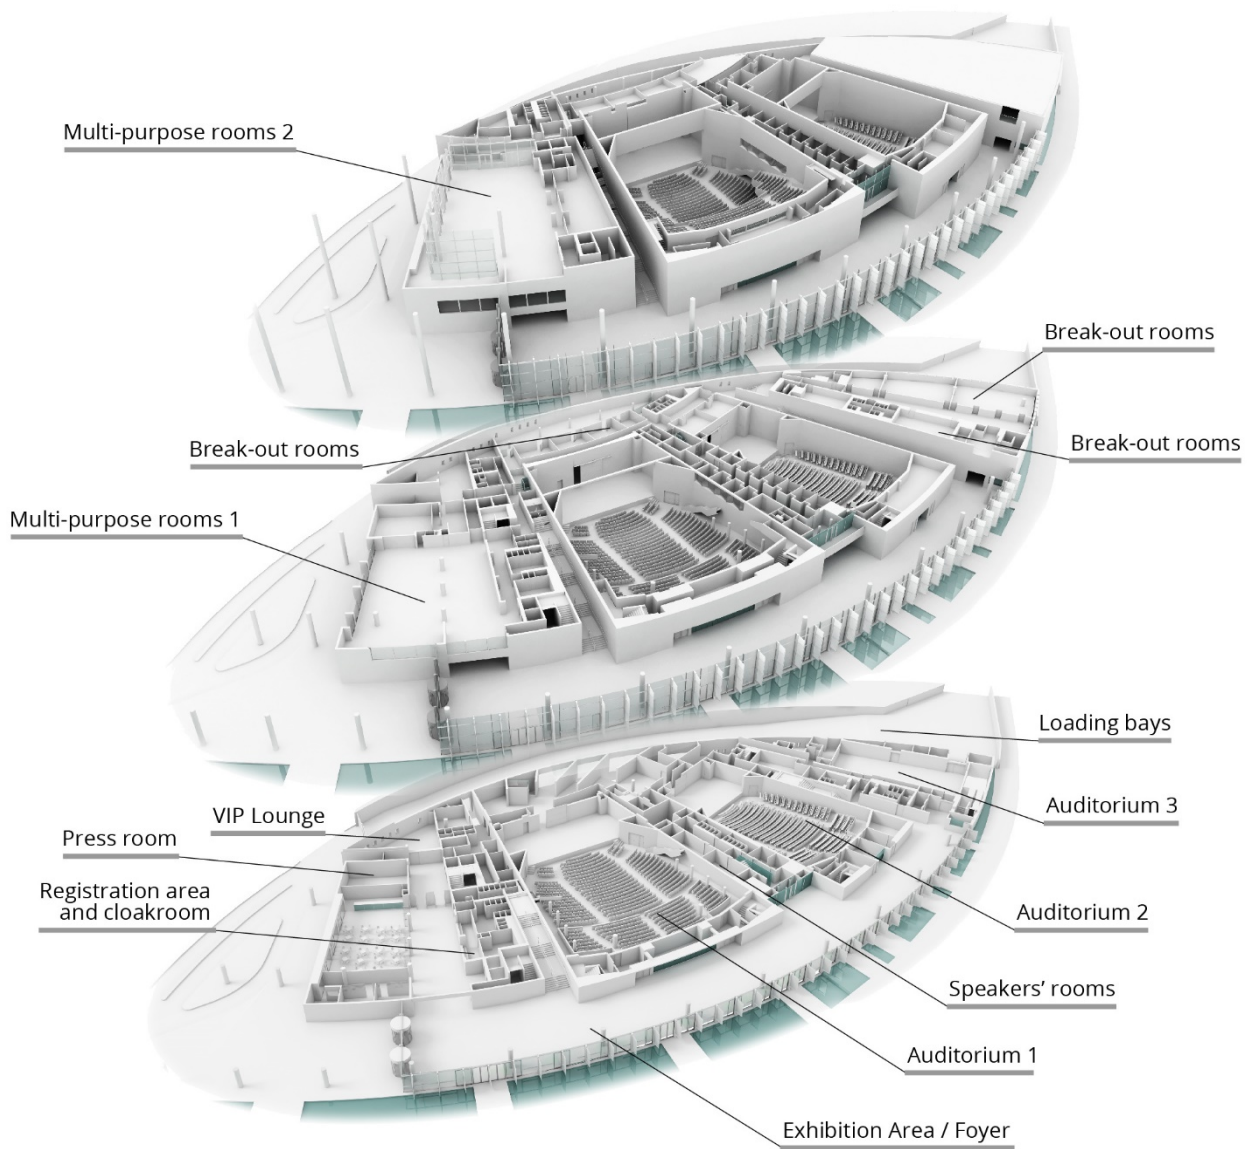 Multi-purpose rooms 2
Break-out rooms
Break-out rooms
Break-out rooms
Multi-purpose rooms 1
Loading bays
VIP Lounge
Auditorium 3
Press room
Registration area
and cloakroom
Auditorium 2
Speakers’ rooms
Auditorium 1
Exhibition Area / Foyer